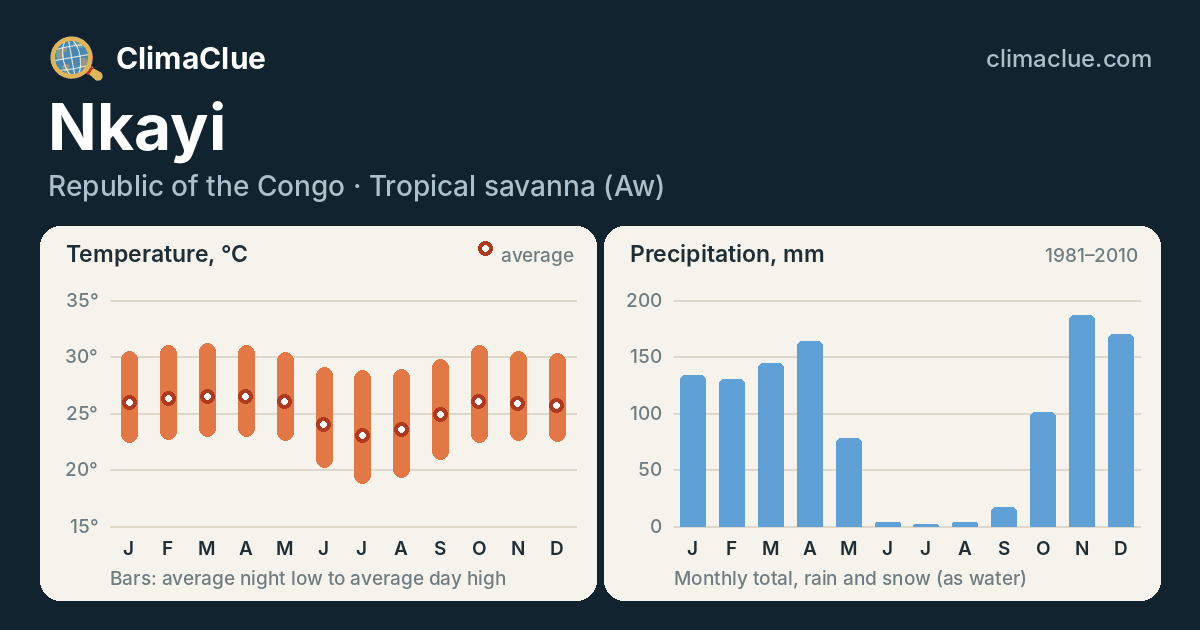 ClimaClue
climaclue.com
Nkayi
Republic of the Congo · Tropical savanna (Aw)
Temperature, °C
average
35°
30°
25°
20°
15°
J F M A M J J A S O N D
Bars: average night low to average day high
Precipitation, mm
1981–2010
200
150
100
50
0
J F M A M J J A S O N D
Monthly total, rain and snow (as water)